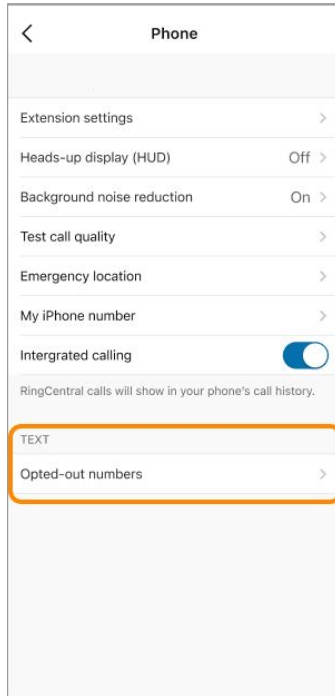 Phone
Extension settings
Heads-up display (HUD) Off
Background noise reduction On
Test call quality
Emergency location
My iPhone number
Intergrated calling
RingCentral calls will show in your phone's call history.
TEXT
Opted-out numbers